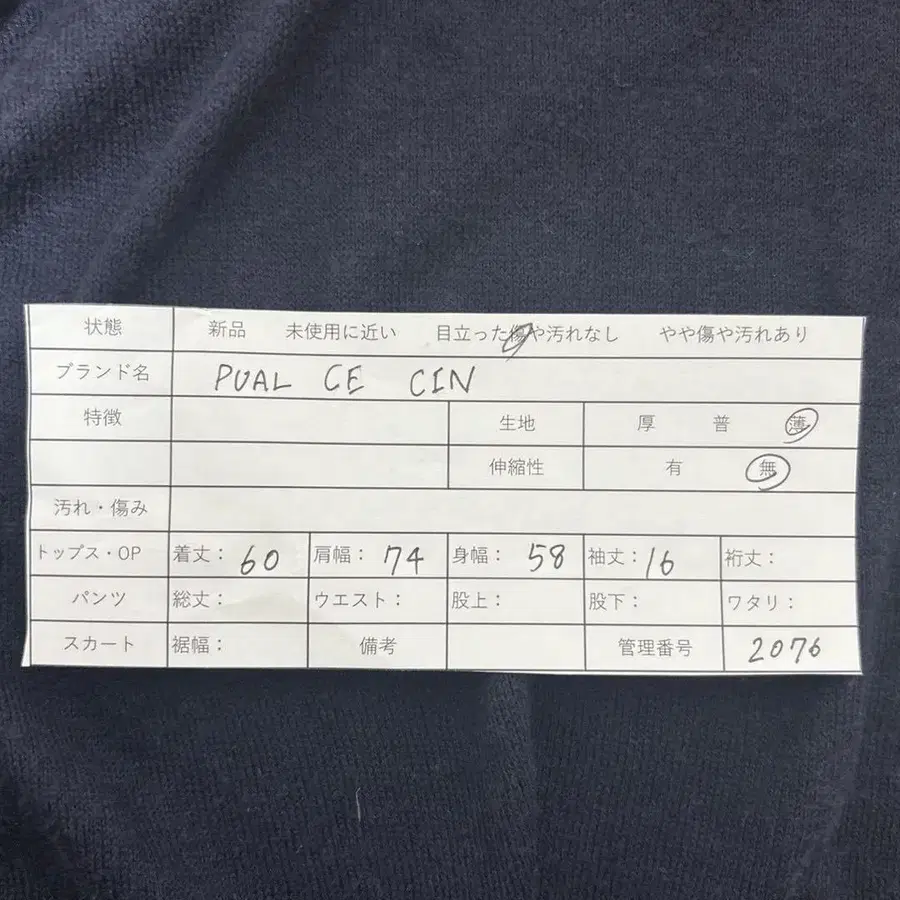 状態 新品 未使用に近い 目立った傷や汚れなし やや傷や汚れあり
ブランド名 PUAL CE CIN
特徴 生地 厚 普 薄
伸縮性 有 無
汚れ・傷み
トップス・OP 着丈： 60 肩幅： 74 身幅： 58 袖丈： 16 裄丈：
パンツ 総丈： ウエスト： 股上： 股下： ワタリ：
スカート 裾幅： 備考 管理番号 2076